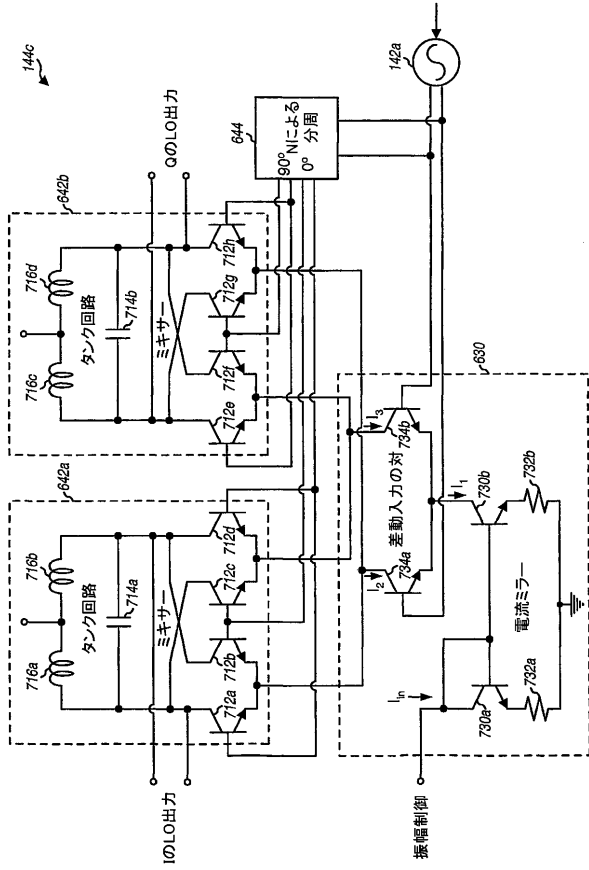 144c
142a
644
90°
Nによる
分周
0°
QのLO出力
642b
716d
716c
タンク回路
714b
ミキサー
712h
712g
712f
712e
642a
716b
716a
タンク回路
714a
ミキサー
712d
712c
712b
712a
IのLO出力
630
I3
734b
差動入力の対
I2
734a
I1
730b
732b
電流ミラー
Iin
730a
732a
振幅制御